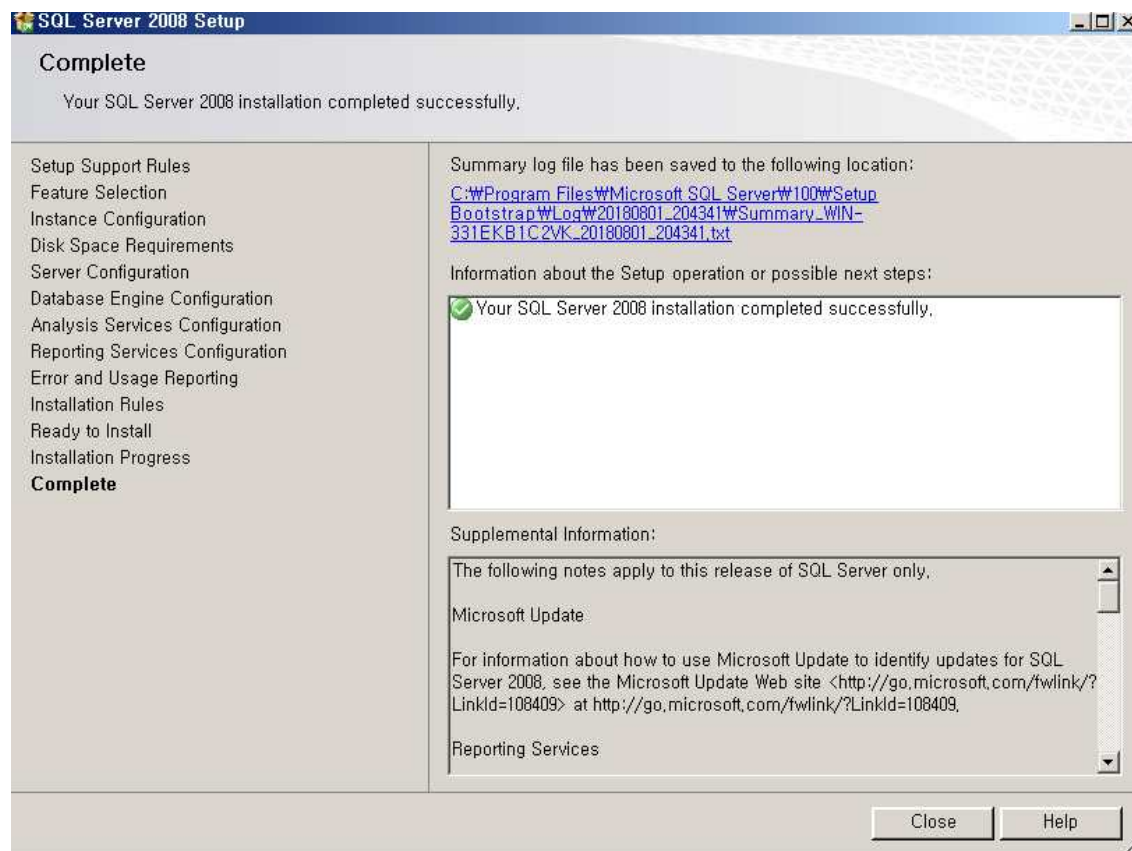 SQL Server 2008 Setup
Complete
Your SQL Server 2008 installation completed successfully.
Setup Support Rules
Feature Selection
Instance Configuration
Disk Space Requirements
Server Configuration
Database Engine Configuration
Analysis Services Configuration
Reporting Services Configuration
Error and Usage Reporting
Installation Rules
Ready to Install
Installation Progress
Complete
Summary log file has been saved to the following location:
C:₩Program Files₩Microsoft SQL Server₩100₩Setup
Bootstrap₩Log₩20180801_204341₩Summary_WIN-
331EKB1C2VK_20180801_204341.txt
Information about the Setup operation or possible next steps:
Your SQL Server 2008 installation completed successfully.
Supplemental Information:
The following notes apply to this release of SQL Server only.
Microsoft Update
For information about how to use Microsoft Update to identify updates for SQL
Server 2008, see the Microsoft Update Web site <http://go.microsoft.com/fwlink/?
LinkId=108409> at http://go.microsoft.com/fwlink/?LinkId=108409.
Reporting Services
Close
Help